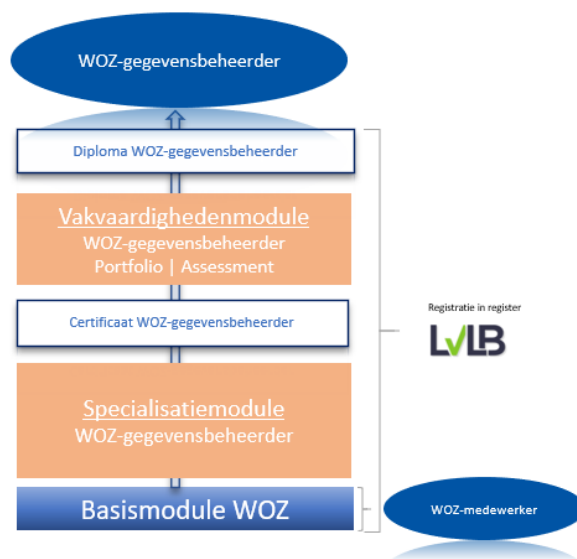 WOZ-gegevensbeheerder
Diploma WOZ-gegevensbeheerder
Vakvaardighedenmodule
WOZ-gegevensbeheerder
Portfolio | Assessment
Certificaat WOZ-gegevensbeheerder
Specialisatiemodule
WOZ-gegevensbeheerder
Basismodule WOZ
Registratie in register
LVLB
WOZ-medewerker